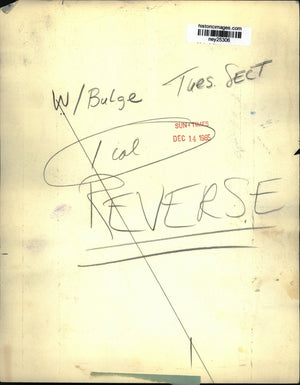 historicimages.com
ney25306
W/Bulge Tues. SECT
SUN-TIMES
DEC 14 1965
1 col
REVERSE